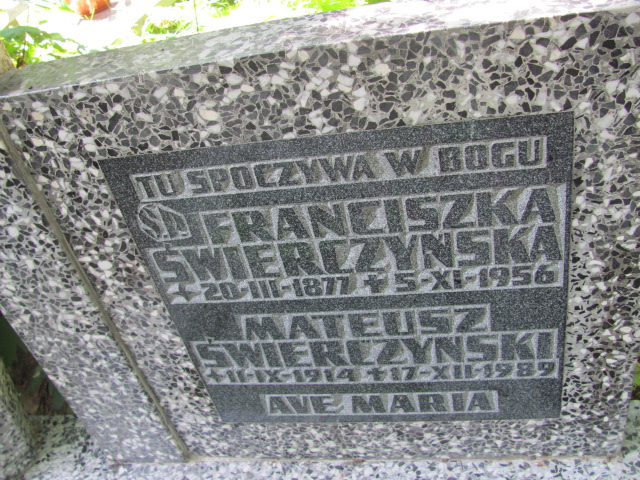 TU SPOCZYWA W BOGU
ŚP. FRANCISZKA
ŚWIERCZYŃSKA
+ 20-III-1877 + 5-XI-1956
MATEUSZ
ŚWIERCZYŃSKI
+ 11-IX-1914 + 17-XII-1989
AVE MARIA